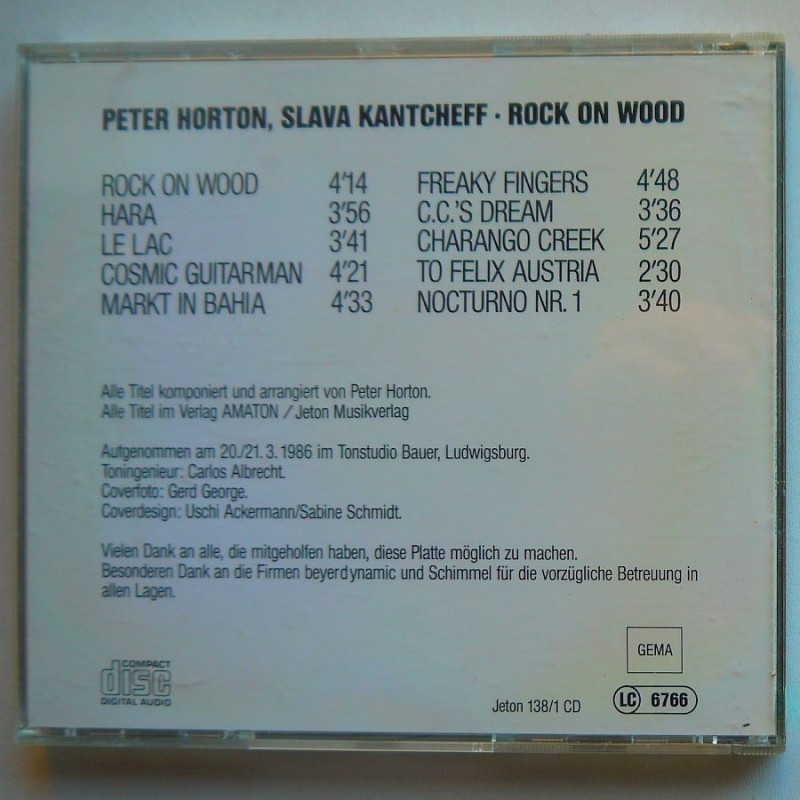 PETER HORTON, SLAVA KANTCHEFF · ROCK ON WOOD
ROCK ON WOOD 4'14
HARA 3'56
LE LAC 3'41
COSMIC GUITARMAN 4'21
MARKT IN BAHIA 4'33
FREAKY FINGERS 4'48
C.C.'S DREAM 3'36
CHARANGO CREEK 5'27
TO FELIX AUSTRIA 2'30
NOCTURNO NR. 1 3'40
Alle Titel komponiert und arrangiert von Peter Horton.
Alle Titel im Verlag AMATON / Jeton Musikverlag
Aufgenommen am 20./21. 3. 1986 im Tonstudio Bauer, Ludwigsburg.
Toningenieur: Carlos Albrecht.
Coverfoto: Gerd George.
Coverdesign: Uschi Ackermann/Sabine Schmidt.
Vielen Dank an alle, die mitgeholfen haben, diese Platte möglich zu machen.
Besonderen Dank an die Firmen beyerdynamic und Schimmel für die vorzügliche Betreuung in
allen Lagen.
GEMA
COMPACT
disc
DIGITAL AUDIO
Jeton 138/1 CD
LC 6766